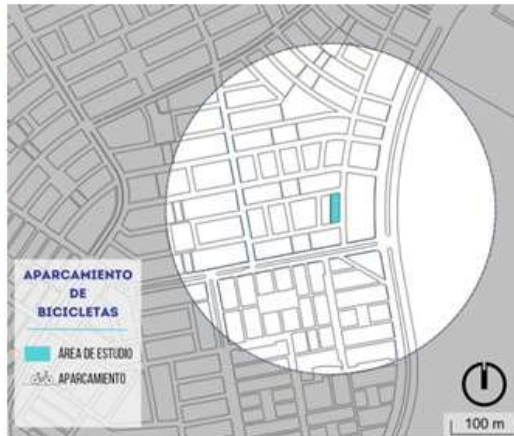 APARCAMIENTO
DE
BICICLETAS
ÁREA DE ESTUDIO
APARCAMIENTO
100 m